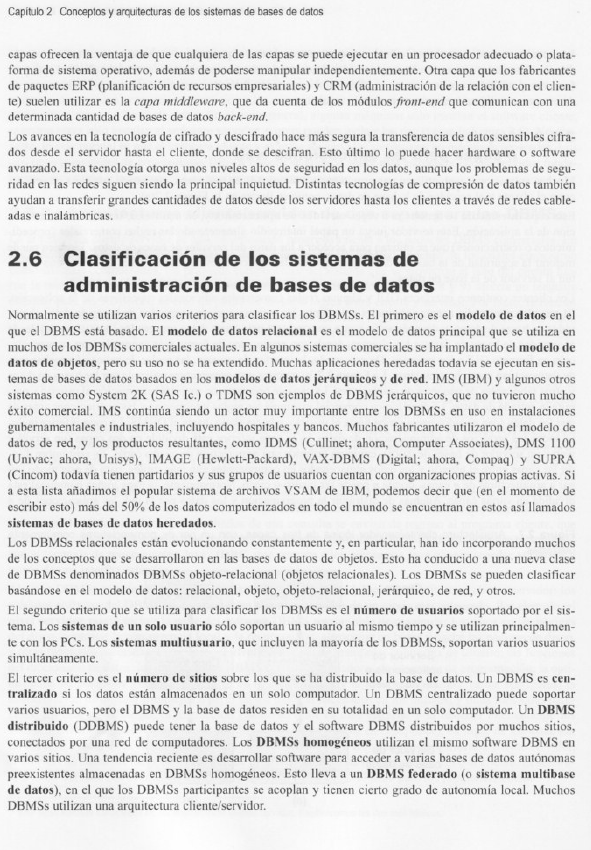 Capítulo 2 Conceptos y arquitecturas de los sistemas de bases de datos
capas ofrecen la ventaja de que cualquiera de las capas se puede ejecutar en un procesador adecuado o plata-
forma de sistema operativo, además de poderse manipular independientemente. Otra capa que los fabricantes
de paquetes ERP (planificación de recursos empresariales) y CRM (administración de la relación con el clien-
te) suelen utilizar es la capa middleware, que da cuenta de los módulos front-end que comunican con una
determinada cantidad de bases de datos back-end.
Los avances en la tecnología de cifrado y descifrado hace más segura la transferencia de datos sensibles cifra-
dos desde el servidor hasta el cliente, donde se descifran. Esto último lo puede hacer hardware o software
avanzado. Esta tecnología otorga unos niveles altos de seguridad en los datos, aunque los problemas de segu-
ridad en las redes siguen siendo la principal inquietud. Distintas tecnologías de compresión de datos también
ayudan a transferir grandes cantidades de datos desde los servidores hasta los clientes a través de redes cable-
adas e inalámbricas.
2.6 Clasificación de los sistemas de
administración de bases de datos
Normalmente se utilizan varios criterios para clasificar los DBMSs. El primero es el modelo de datos en el
que el DBMS está basado. El modelo de datos relacional es el modelo de datos principal que se utiliza en
muchos de los DBMSs comerciales actuales. En algunos sistemas comerciales se ha implantado el modelo de
datos de objetos, pero su uso no se ha extendido. Muchas aplicaciones heredadas todavía se ejecutan en sis-
temas de bases de datos basados en los modelos de datos jerárquicos y de red. IMS (IBM) y algunos otros
sistemas como System 2K (SAS Ic.) o TDMS son ejemplos de DBMS jerárquicos, que no tuvieron mucho
éxito comercial. IMS continúa siendo un actor muy importante entre los DBMSs en uso en instalaciones
gubernamentales e industriales, incluyendo hospitales y bancos. Muchos fabricantes utilizaron el modelo de
datos de red, y los productos resultantes, como IDMS (Cullinet; ahora, Computer Associates), DMS 1100
(Univac; ahora, Unisys), IMAGE (Hewlett-Packard), VAX-DBMS (Digital; ahora, Compaq) y SUPRA
(Cincom) todavía tienen partidarios y sus grupos de usuarios cuentan con organizaciones propias activas. Si
a esta lista añadimos el popular sistema de archivos VSAM de IBM, podemos decir que (en el momento de
escribir esto) más del 50% de los datos computerizados en todo el mundo se encuentran en estos así llamados
sistemas de bases de datos heredados.
Los DBMSs relacionales están evolucionando constantemente y, en particular, han ido incorporando muchos
de los conceptos que se desarrollaron en las bases de datos de objetos. Esto ha conducido a una nueva clase
de DBMSs denominados DBMSs objeto-relacional (objetos relacionales). Los DBMSs se pueden clasificar
basándose en el modelo de datos: relacional, objeto, objeto-relacional, jerárquico, de red, y otros.
El segundo criterio que se utiliza para clasificar los DBMSs es el número de usuarios soportado por el sis-
tema. Los sistemas de un solo usuario sólo soportan un usuario al mismo tiempo y se utilizan principalmen-
te con los PCs. Los sistemas multiusuario, que incluyen la mayoría de los DBMSs, soportan varios usuarios
simultáneamente.
El tercer criterio es el número de sitios sobre los que se ha distribuido la base de datos. Un DBMS es cen-
tralizado si los datos están almacenados en un solo computador. Un DBMS centralizado puede soportar
varios usuarios, pero el DBMS y la base de datos residen en su totalidad en un solo computador. Un DBMS
distribuido (DDBMS) puede tener la base de datos y el software DBMS distribuidos por muchos sitios,
conectados por una red de computadores. Los DBMSs homogéneos utilizan el mismo software DBMS en
varios sitios. Una tendencia reciente es desarrollar software para acceder a varias bases de datos autónomas
preexistentes almacenadas en DBMSs homogéneos. Esto lleva a un DBMS federado (o sistema multibase
de datos), en el que los DBMSs participantes se acoplan y tienen cierto grado de autonomía local. Muchos
DBMSs utilizan una arquitectura cliente/servidor.